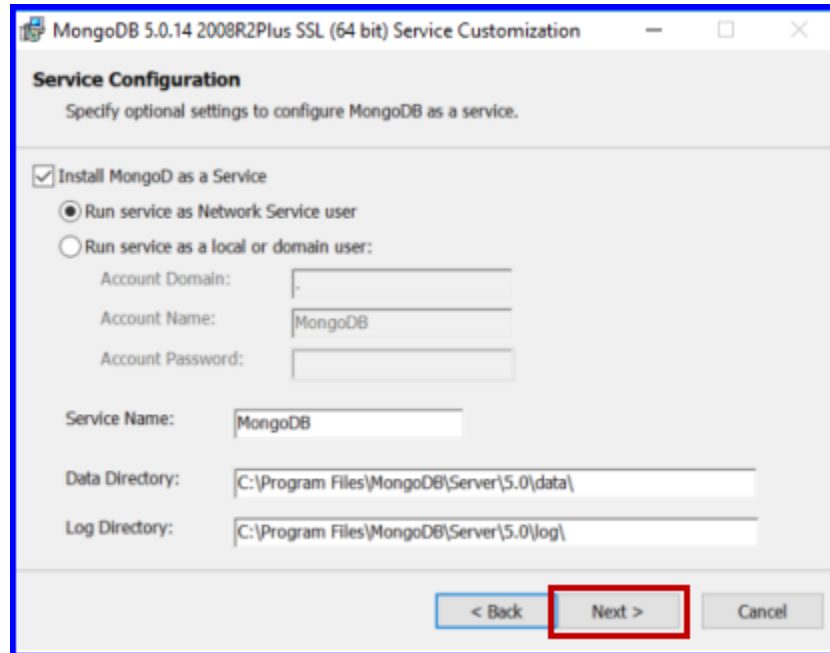 MongoDB 5.0.14 2008R2Plus SSL (64 bit) Service Customization
Service Configuration
Specify optional settings to configure MongoDB as a service.
Install MongoD as a Service
Run service as Network Service user
Run service as a local or domain user:
Account Domain: .
Account Name: MongoDB
Account Password:
Service Name: MongoDB
Data Directory: C:\Program Files\MongoDB\Server\5.0\data\
Log Directory: C:\Program Files\MongoDB\Server\5.0\log\
< Back Next > Cancel